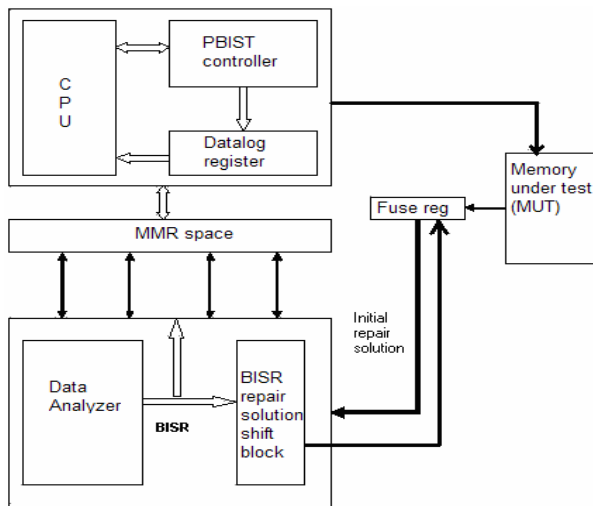 C
P
U
PBIST
controller
Datalog
register
Memory
under test
(MUT)
Fuse reg
MMR space
Initial
repair
solution
Data
Analyzer
BISR
BISR
repair
solution
shift
block